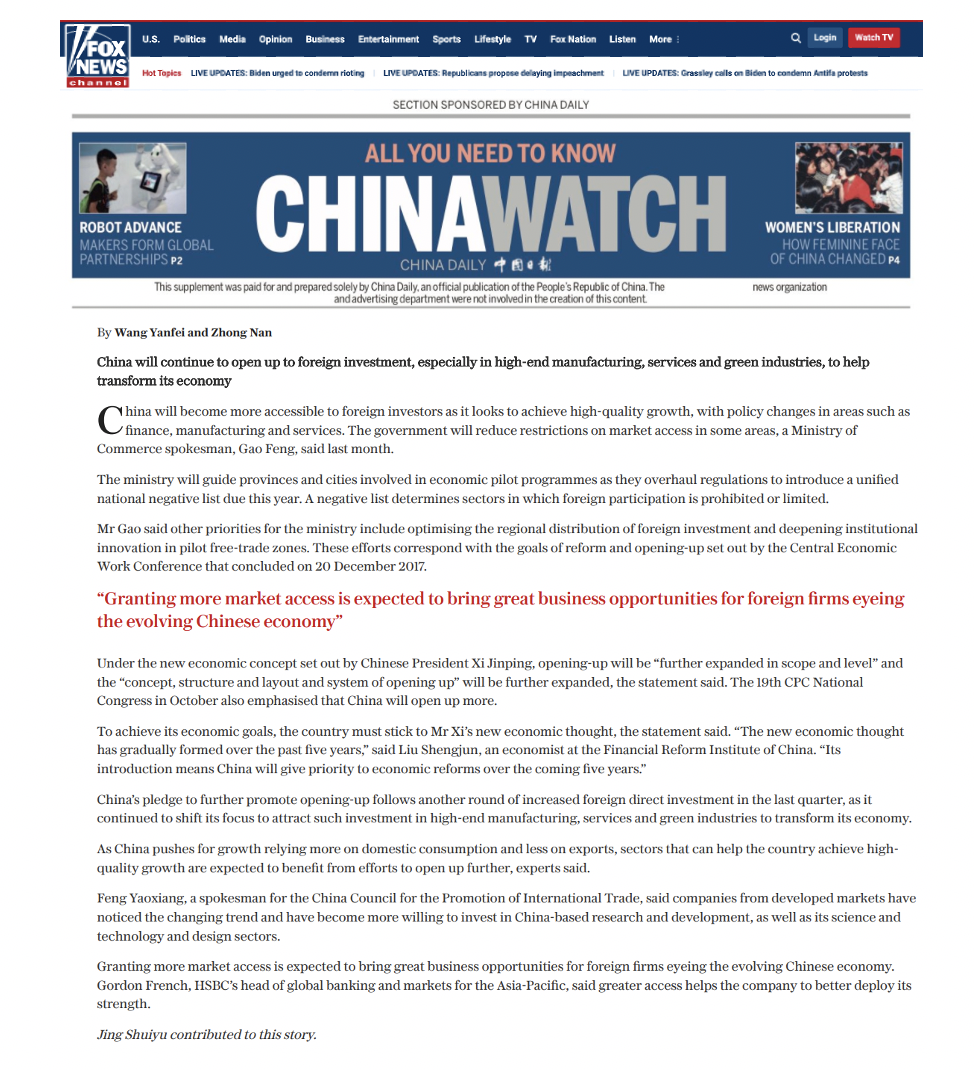 FOX
NEWS
channel
U.S. Politics Media Opinion Business Entertainment Sports Lifestyle TV Fox Nation Listen More Login Watch TV
Hot Topics LIVE UPDATES: Biden urged to condemn rioting LIVE UPDATES: Republicans propose delaying impeachment LIVE UPDATES: Grassley calls on Biden to condemn Antifa protests
SECTION SPONSORED BY CHINA DAILY
ALL YOU NEED TO KNOW
CHINAWATCH
CHINA DAILY 中国日报
ROBOT ADVANCE
MAKERS FORM GLOBAL
PARTNERSHIPS P2
WOMEN'S LIBERATION
HOW FEMININE FACE
OF CHINA CHANGED P4
This supplement was paid for and prepared solely by China Daily, an official publication of the People's Republic of China. The news organization
and advertising department were not involved in the creation of this content.
By Wang Yanfei and Zhong Nan
China will continue to open up to foreign investment, especially in high-end manufacturing, services and green industries, to help
transform its economy
China will become more accessible to foreign investors as it looks to achieve high-quality growth, with policy changes in areas such as
finance, manufacturing and services. The government will reduce restrictions on market access in some areas, a Ministry of
Commerce spokesman, Gao Feng, said last month.
The ministry will guide provinces and cities involved in economic pilot programmes as they overhaul regulations to introduce a unified
national negative list due this year. A negative list determines sectors in which foreign participation is prohibited or limited.
Mr Gao said other priorities for the ministry include optimising the regional distribution of foreign investment and deepening institutional
innovation in pilot free-trade zones. These efforts correspond with the goals of reform and opening-up set out by the Central Economic
Work Conference that concluded on 20 December 2017.
“Granting more market access is expected to bring great business opportunities for foreign firms eyeing
the evolving Chinese economy”
Under the new economic concept set out by Chinese President Xi Jinping, opening-up will be “further expanded in scope and level” and
the “concept, structure and layout and system of opening up” will be further expanded, the statement said. The 19th CPC National
Congress in October also emphasised that China will open up more.
To achieve its economic goals, the country must stick to Mr Xi’s new economic thought, the statement said. “The new economic thought
has gradually formed over the past five years,” said Liu Shengjun, an economist at the Financial Reform Institute of China. “Its
introduction means China will give priority to economic reforms over the coming five years.”
China’s pledge to further promote opening-up follows another round of increased foreign direct investment in the last quarter, as it
continued to shift its focus to attract such investment in high-end manufacturing, services and green industries to transform its economy.
As China pushes for growth relying more on domestic consumption and less on exports, sectors that can help the country achieve high-
quality growth are expected to benefit from efforts to open up further, experts said.
Feng Yaoxiang, a spokesman for the China Council for the Promotion of International Trade, said companies from developed markets have
noticed the changing trend and have become more willing to invest in China-based research and development, as well as its science and
technology and design sectors.
Granting more market access is expected to bring great business opportunities for foreign firms eyeing the evolving Chinese economy.
Gordon French, HSBC’s head of global banking and markets for the Asia-Pacific, said greater access helps the company to better deploy its
strength.
Jing Shuiyu contributed to this story.